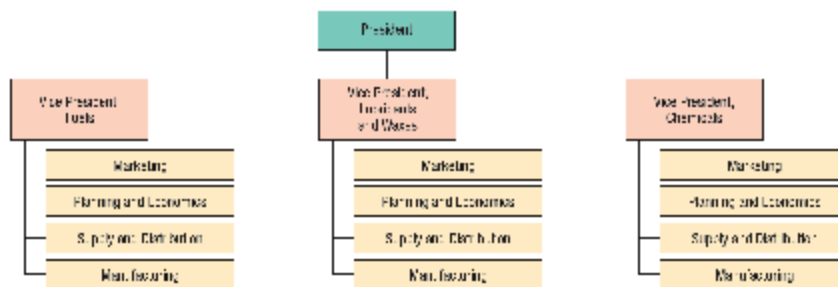 President
Vice President
Fuels
Vice President,
Lubricants
and Waxes
Vice President,
Chemicals
Marketing
Planning and Economics
Supply and Distribution
Manufacturing
Marketing
Planning and Economics
Supply and Distribution
Manufacturing
Marketing
Planning and Economics
Supply and Distribution
Manufacturing